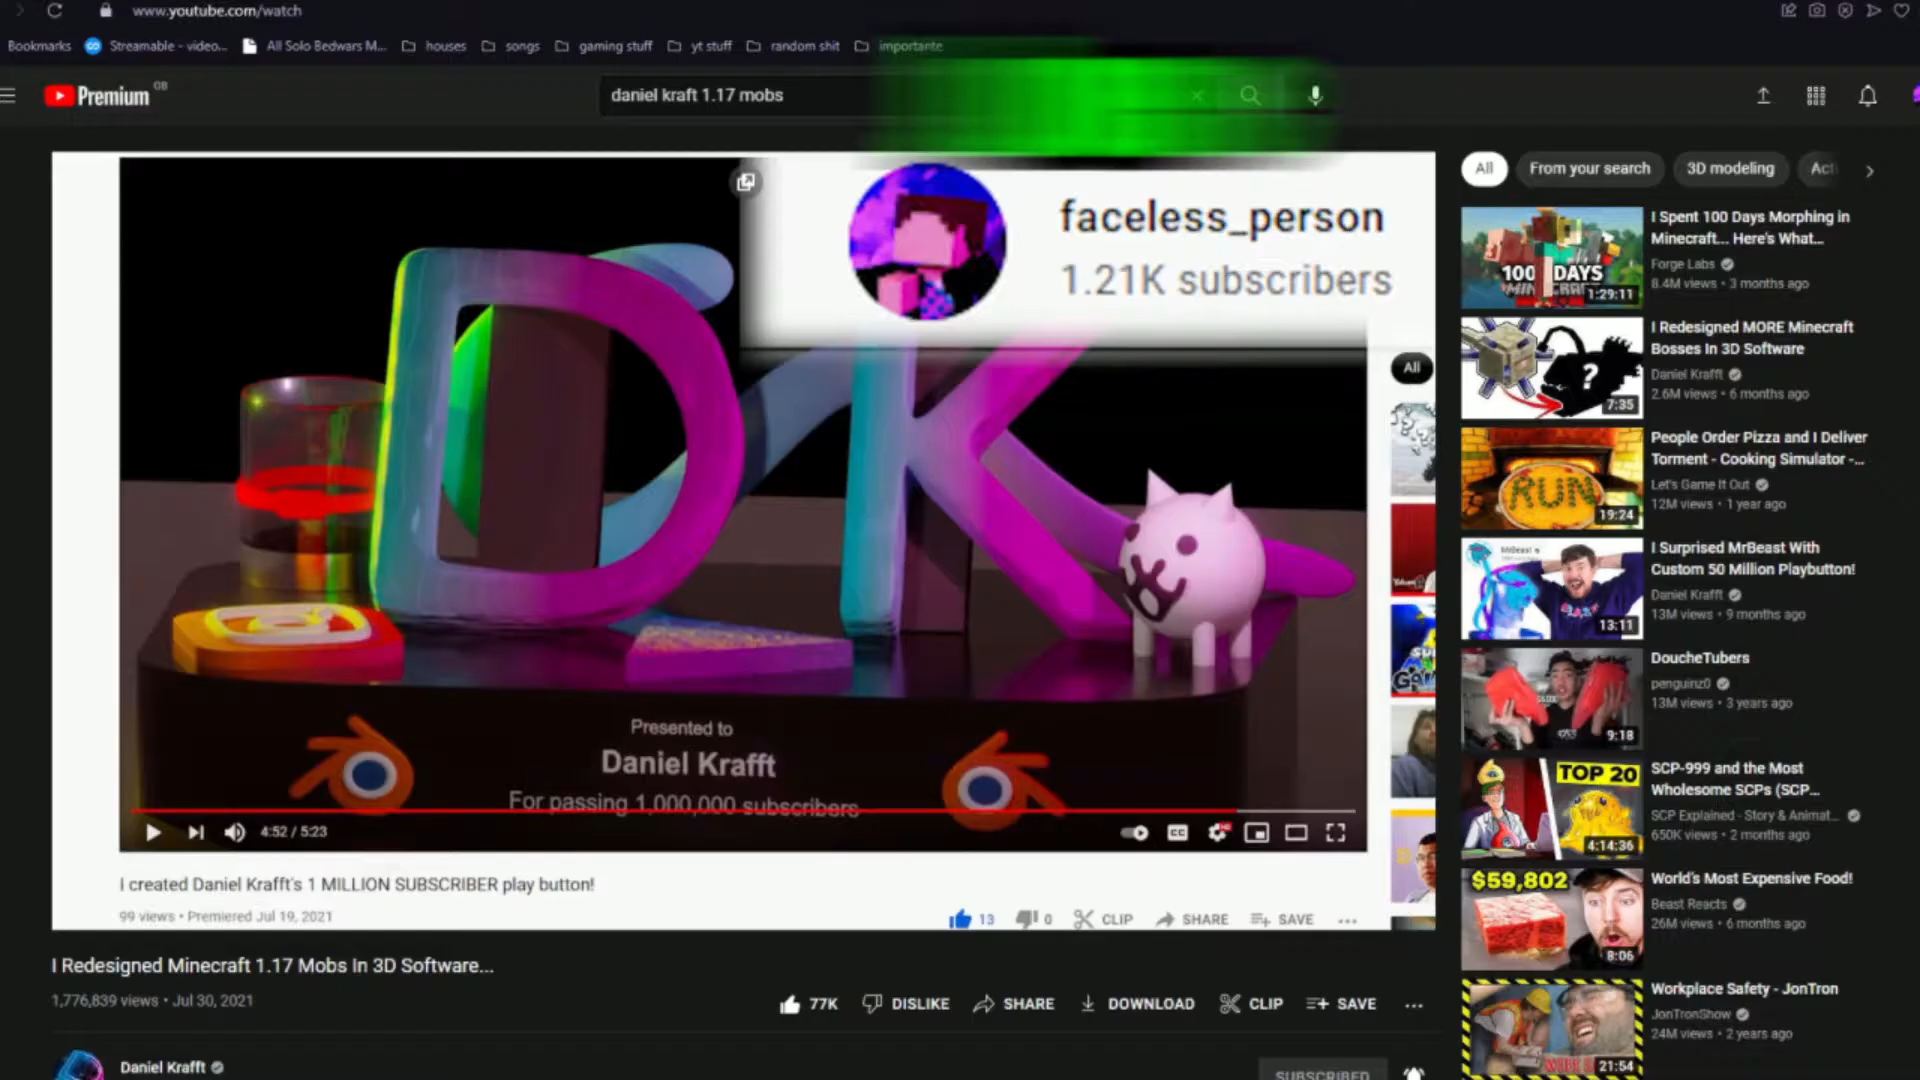 www.youtube.com/watch
Bookmarks
Streamable - video...
All Solo Bedwars M...
houses
songs
gaming stuff
yt stuff
random shit
importante
Premium
GB
daniel kraft 1.17 mobs
faceless_person
1.21K subscribers
All
Presented to
Daniel Krafft
For passing 1,000,000 subscribers
4:52 / 5:23
CC
HD
I created Daniel Krafft's 1 MILLION SUBSCRIBER play button!
99 views • Premiered Jul 19, 2021
13
0
CLIP
SHARE
SAVE
I Redesigned Minecraft 1.17 Mobs In 3D Software...
1,776,839 views • Jul 30, 2021
77K
DISLIKE
SHARE
DOWNLOAD
CLIP
SAVE
Daniel Krafft
SUBSCRIBED
All
From your search
3D modeling
100 DAYS
MINECRAFT
1:29:11
I Spent 100 Days Morphing in
Minecraft... Here's What...
Forge Labs
8.4M views • 3 months ago
?
7:35
I Redesigned MORE Minecraft
Bosses In 3D Software
Daniel Krafft
2.6M views • 6 months ago
RUN
19:24
People Order Pizza and I Deliver
Torment - Cooking Simulator -...
Let's Game It Out
12M views • 1 year ago
MrBeast
13:11
I Surprised MrBeast With
Custom 50 Million Playbutton!
Daniel Krafft
13M views • 9 months ago
9:18
DoucheTubers
penguinz0
13M views • 3 years ago
TOP 20
4:14:36
SCP-999 and the Most
Wholesome SCPs (SCP...
SCP Explained - Story & Animat...
650K views • 2 months ago
$59,802
8:06
World's Most Expensive Food!
Beast Reacts
26M views • 6 months ago
21:54
Workplace Safety - JonTron
JonTronShow
24M views • 2 years ago